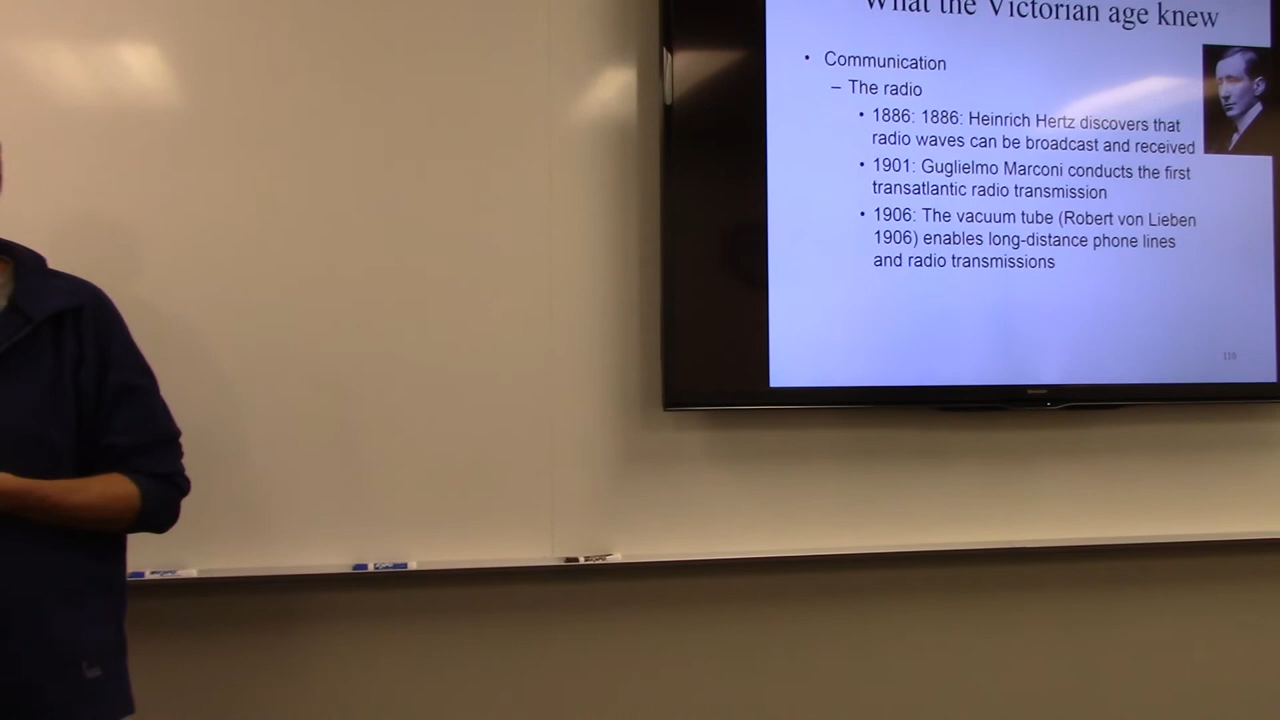 What the Victorian age knew
• Communication
– The radio
• 1886: 1886: Heinrich Hertz discovers that
radio waves can be broadcast and received
• 1901: Guglielmo Marconi conducts the first
transatlantic radio transmission
• 1906: The vacuum tube (Robert von Lieben
1906) enables long-distance phone lines
and radio transmissions
SHARP